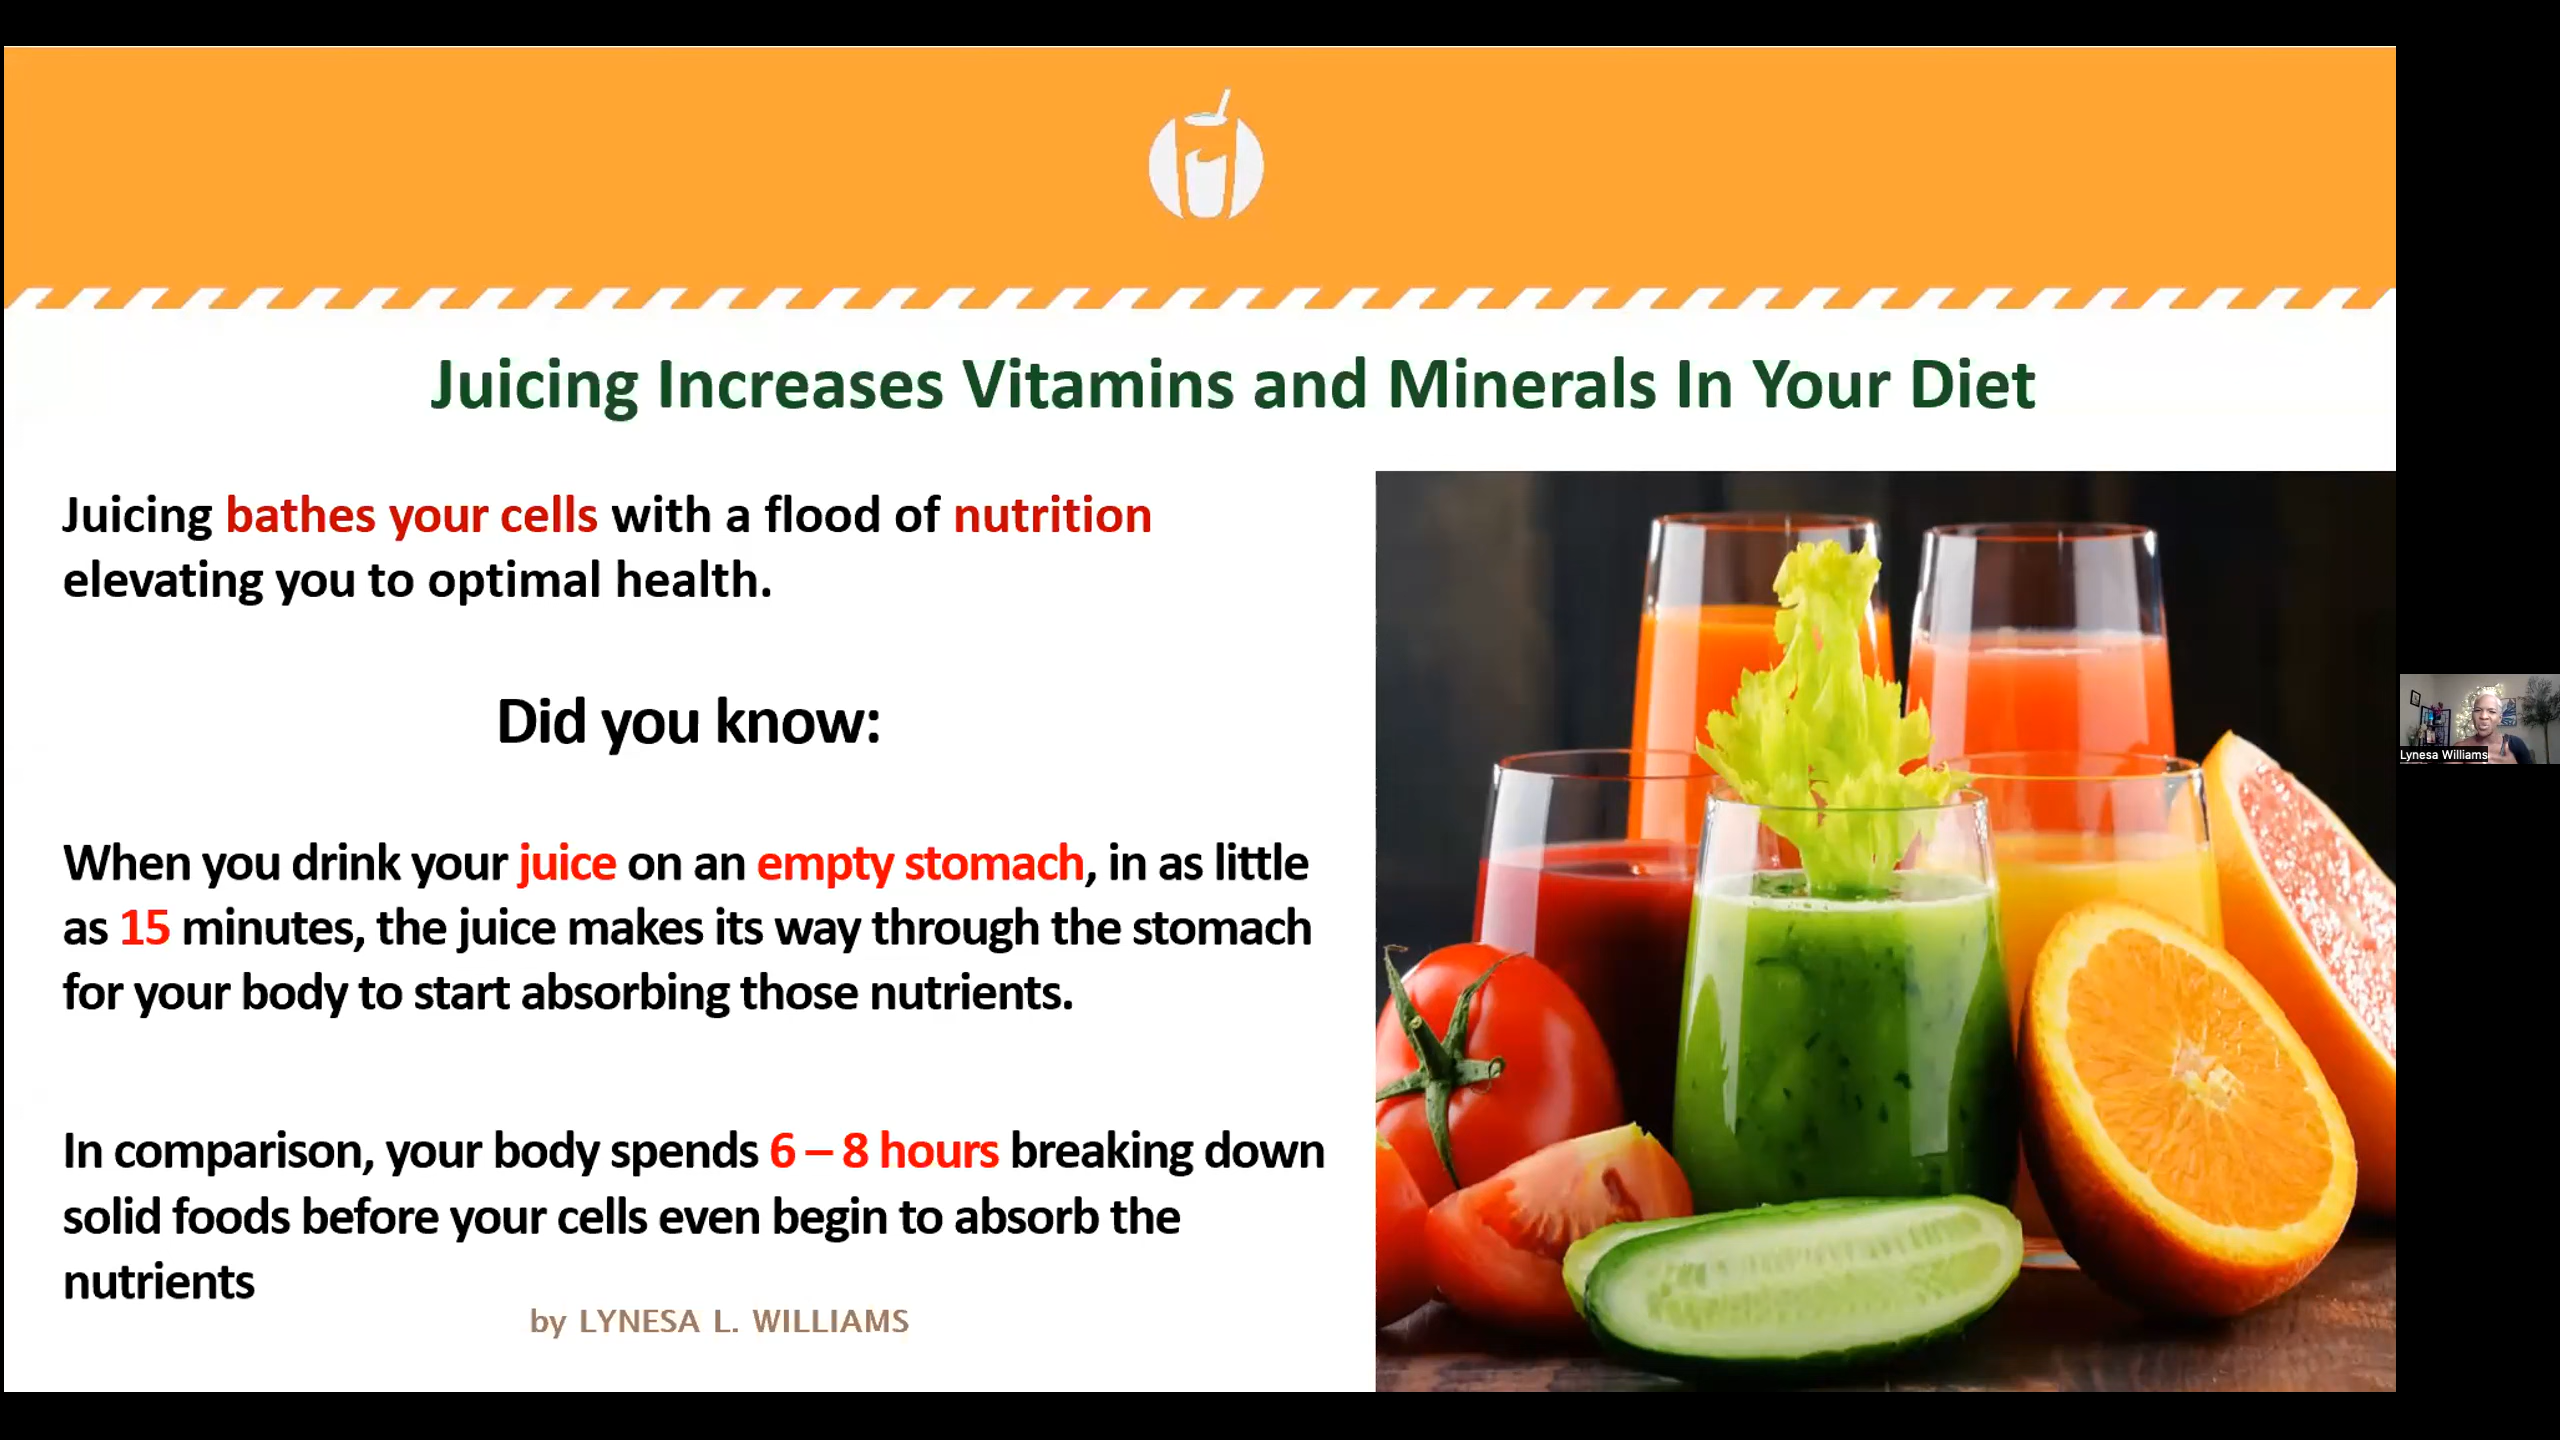 Juicing Increases Vitamins and Minerals In Your Diet
Juicing bathes your cells with a flood of nutrition
elevating you to optimal health.
Did you know:
When you drink your juice on an empty stomach, in as little
as 15 minutes, the juice makes its way through the stomach
for your body to start absorbing those nutrients.
In comparison, your body spends 6 – 8 hours breaking down
solid foods before your cells even begin to absorb the
nutrients
by LYNESA L. WILLIAMS
Lynesa Williams